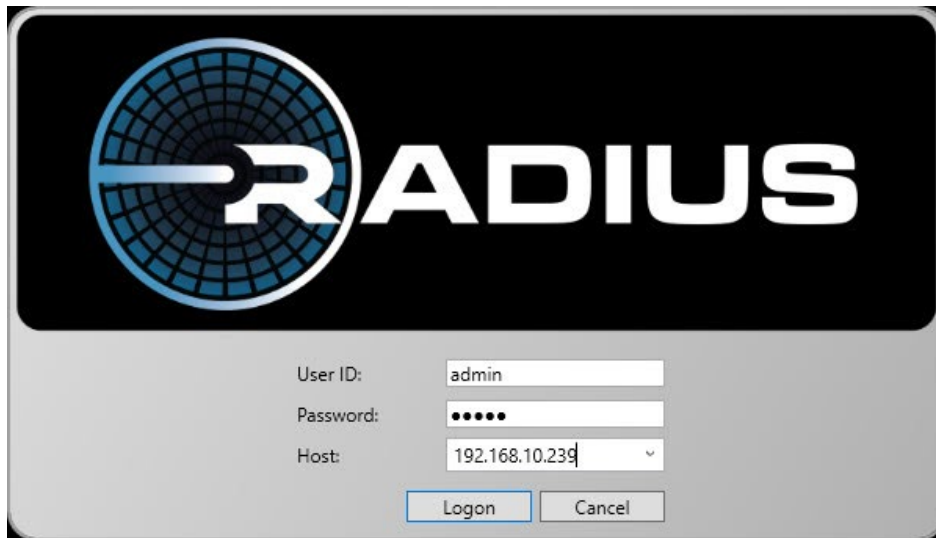 RADIUS
User ID: admin
Password: •••••
Host: 192.168.10.239
Logon Cancel